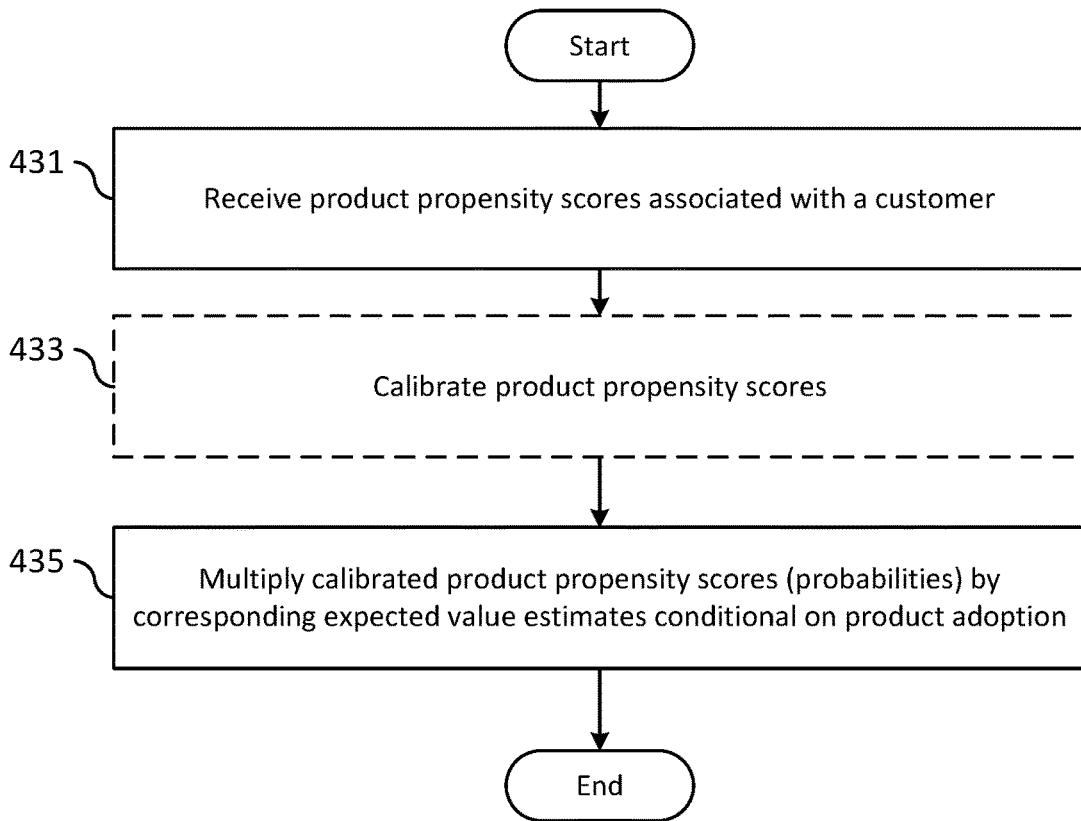 Start
431
Receive product propensity scores associated with a customer
433
Calibrate product propensity scores
435
Multiply calibrated product propensity scores (probabilities) by
corresponding expected value estimates conditional on product adoption
End